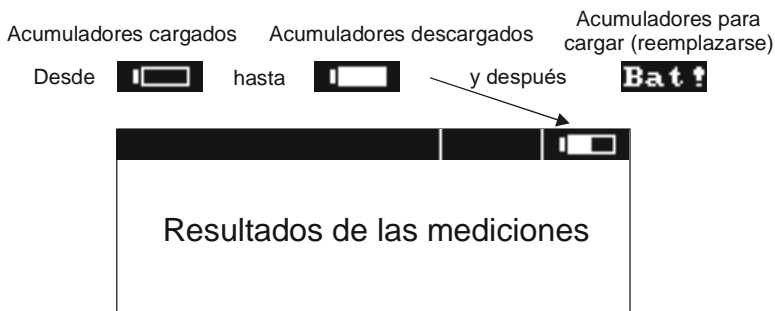 Acumuladores cargados
Acumuladores descargados
Acumuladores para
cargar (reemplazarse)
Desde hasta y después Bat!
Resultados de las mediciones